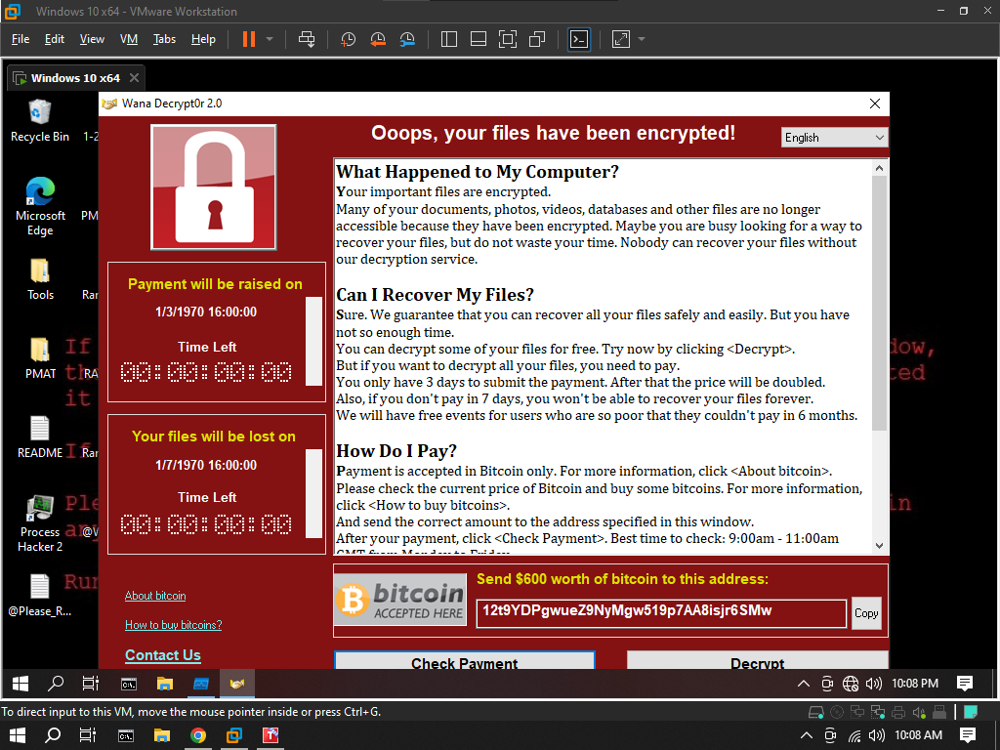 Windows 10 x64 - VMware Workstation
File Edit View VM Tabs Help
Windows 10 x64
Recycle Bin
1-2
Microsoft
Edge
PM
Tools
Rar
PMAT
RA
README
Rar
Process
Hacker 2
@W
@Please_R...
If
th
it
If
Ple
an
Run
dow,
ted
in
Wana Decrypt0r 2.0
Ooops, your files have been encrypted!
English
Payment will be raised on
1/3/1970 16:00:00
Time Left
00:00:00:00
Your files will be lost on
1/7/1970 16:00:00
Time Left
00:00:00:00
About bitcoin
How to buy bitcoins?
Contact Us
What Happened to My Computer?
Your important files are encrypted.
Many of your documents, photos, videos, databases and other files are no longer
accessible because they have been encrypted. Maybe you are busy looking for a way to
recover your files, but do not waste your time. Nobody can recover your files without
our decryption service.
Can I Recover My Files?
Sure. We guarantee that you can recover all your files safely and easily. But you have
not so enough time.
You can decrypt some of your files for free. Try now by clicking <Decrypt>.
But if you want to decrypt all your files, you need to pay.
You only have 3 days to submit the payment. After that the price will be doubled.
Also, if you don't pay in 7 days, you won't be able to recover your files forever.
We will have free events for users who are so poor that they couldn't pay in 6 months.
How Do I Pay?
Payment is accepted in Bitcoin only. For more information, click <About bitcoin>.
Please check the current price of Bitcoin and buy some bitcoins. For more information,
click <How to buy bitcoins>.
And send the correct amount to the address specified in this window.
After your payment, click <Check Payment>. Best time to check: 9:00am - 11:00am
GMT from Monday to Friday
bitcoin
ACCEPTED HERE
Send $600 worth of bitcoin to this address:
12t9YDPgwueZ9NyMgw519p7AA8isjr6SMw
Copy
Check Payment
Decrypt
10:08 PM
To direct input to this VM, move the mouse pointer inside or press Ctrl+G.
10:08 AM